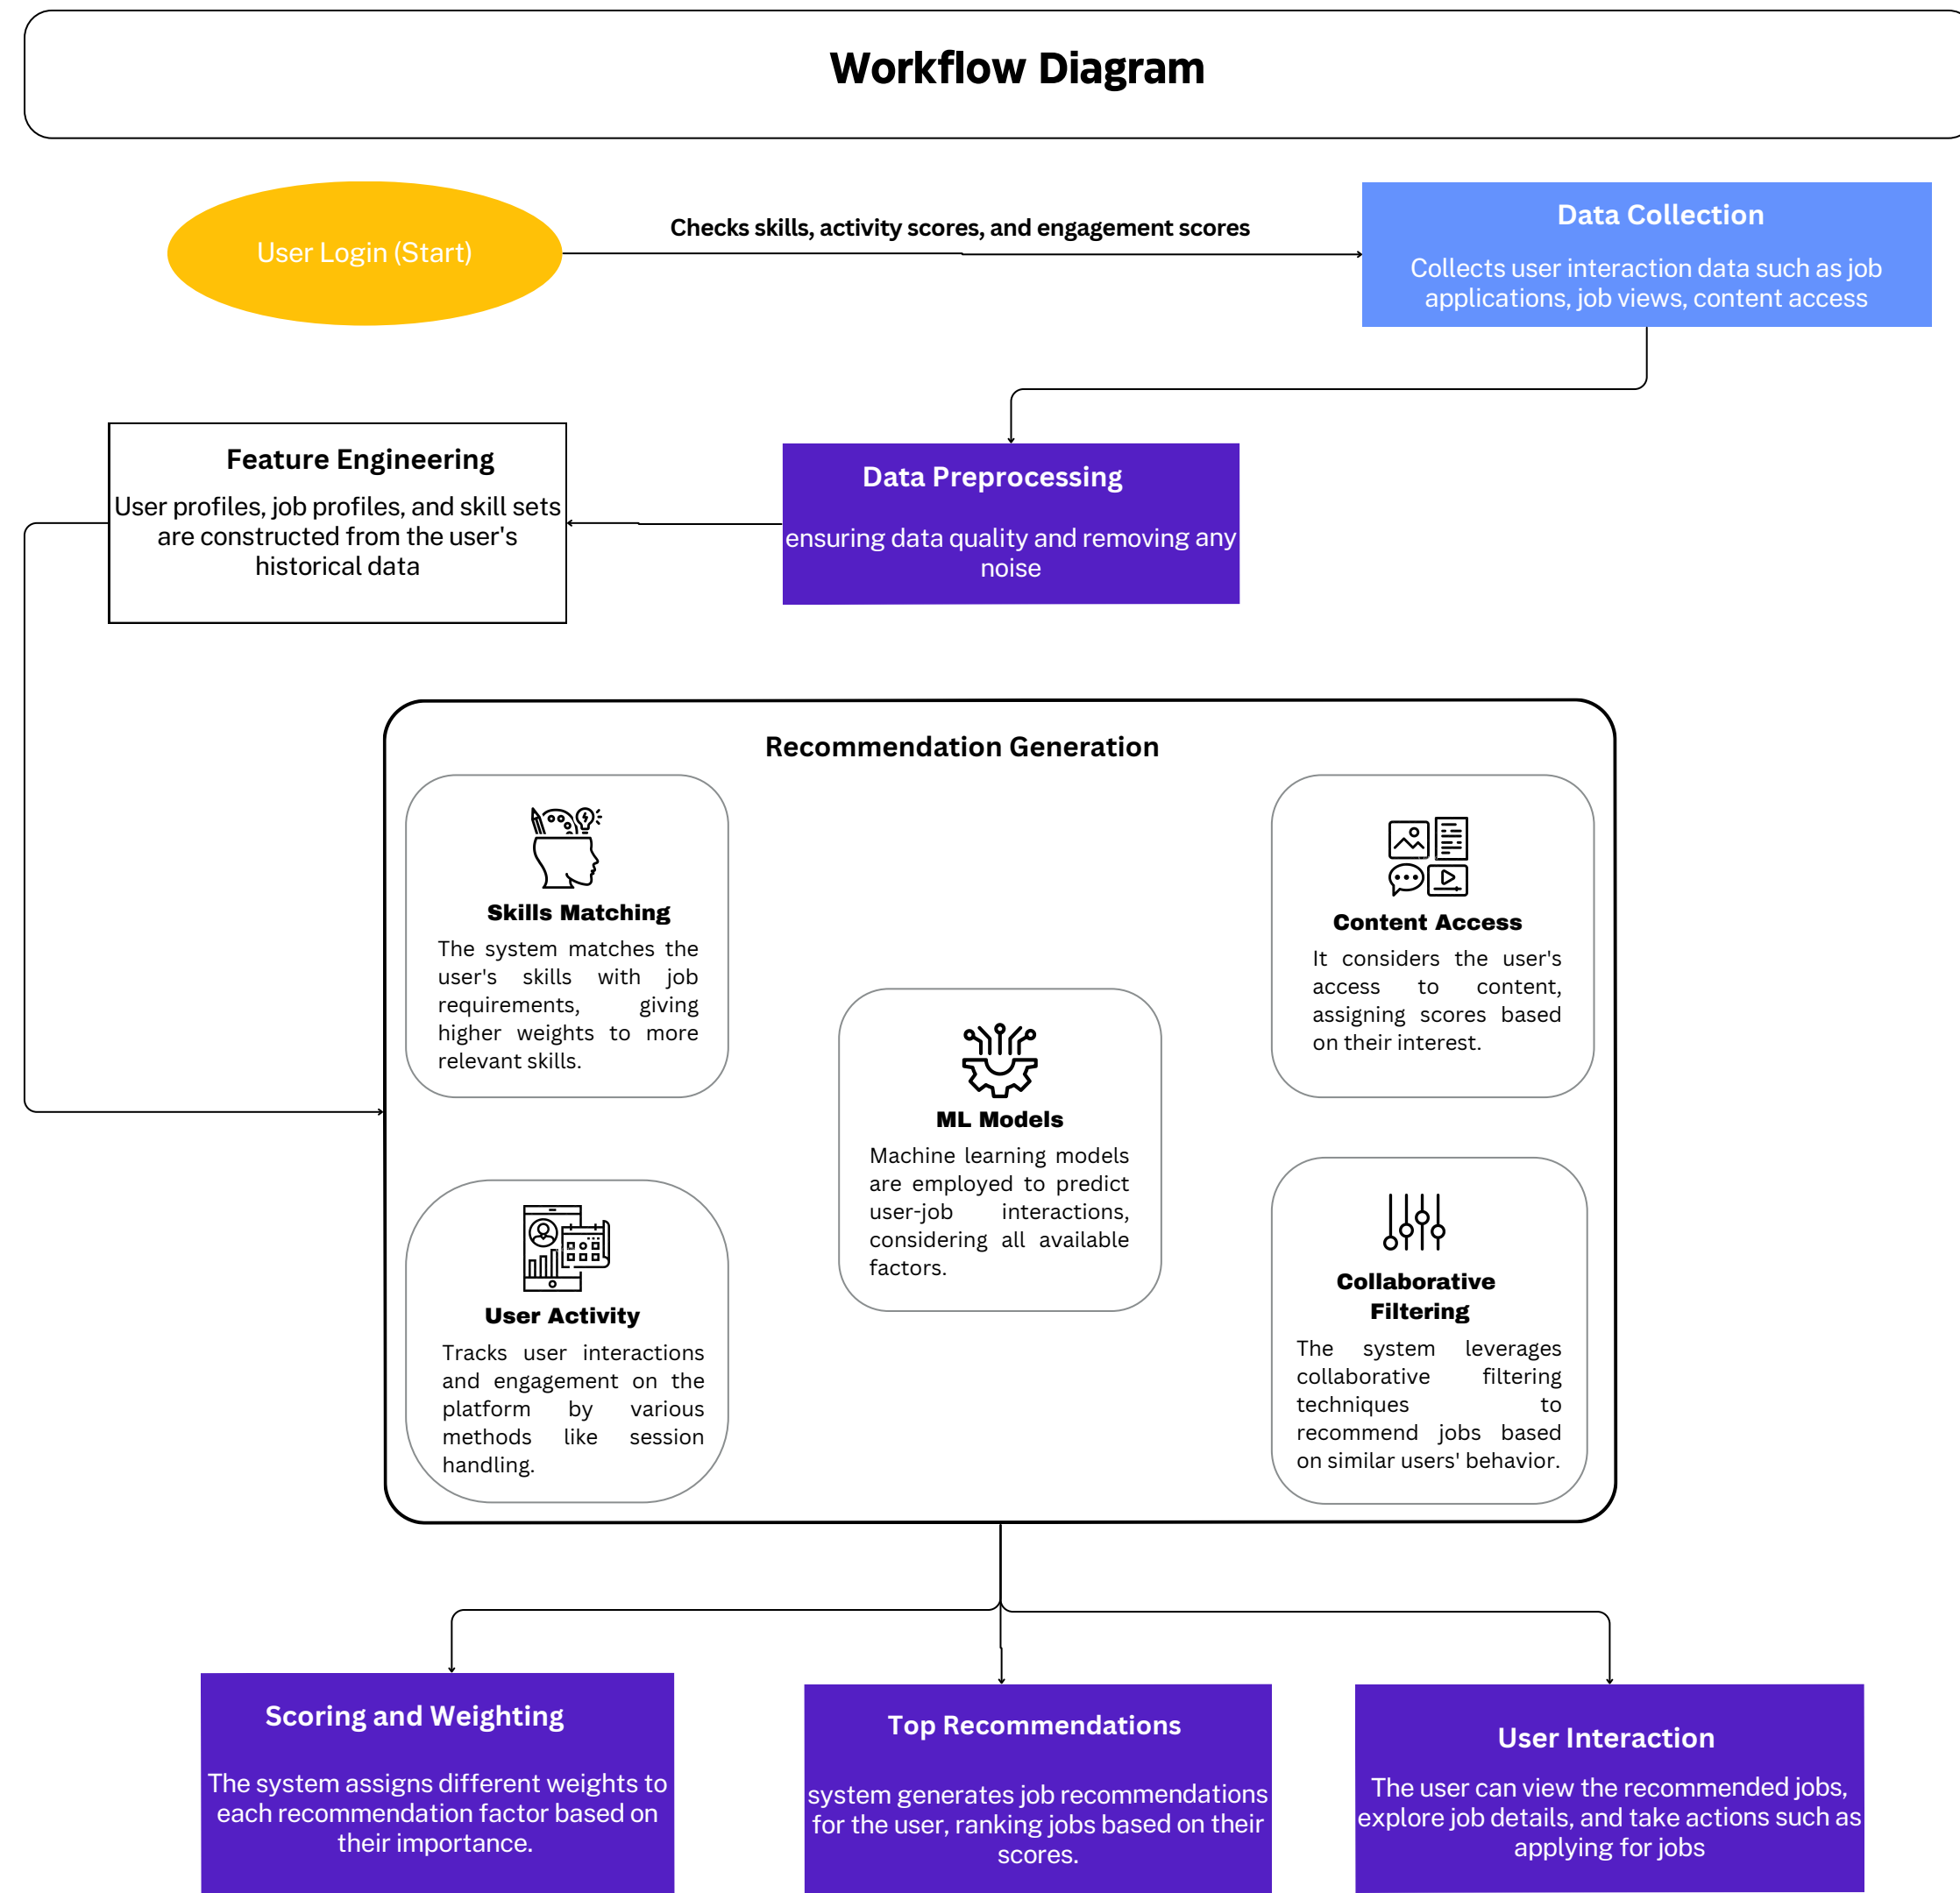 Workflow Diagram
User Login (Start)
Checks skills, activity scores, and engagement scores
Data Collection
Collects user interaction data such as job
applications, job views, content access
Data Preprocessing
ensuring data quality and removing any
noise
Feature Engineering
User profiles, job profiles, and skill sets
are constructed from the user's
historical data
Recommendation Generation
Skills Matching
The system matches the
user's skills with job
requirements, giving
higher weights to more
relevant skills.
Content Access
It considers the user's
access to content,
assigning scores based
on their interest.
ML Models
Machine learning models
are employed to predict
user-job interactions,
considering all available
factors.
User Activity
Tracks user interactions
and engagement on the
platform by various
methods like session
handling.
Collaborative
Filtering
The system leverages
collaborative filtering
techniques to
recommend jobs based
on similar users' behavior.
Scoring and Weighting
The system assigns different weights to
each recommendation factor based on
their importance.
Top Recommendations
system generates job recommendations
for the user, ranking jobs based on their
scores.
User Interaction
The user can view the recommended jobs,
explore job details, and take actions such as
applying for jobs